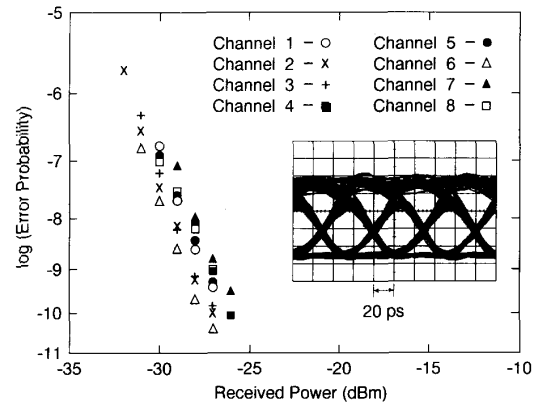 -5
-6
-7
-8
-9
-10
-11
log (Error Probability)
Channel 1 – ○
Channel 2 – x
Channel 3 – +
Channel 4 – ■
Channel 5 – ●
Channel 6 – △
Channel 7 – ▲
Channel 8 – □
20 ps
-35
-30
-25
-20
-15
-10
Received Power (dBm)